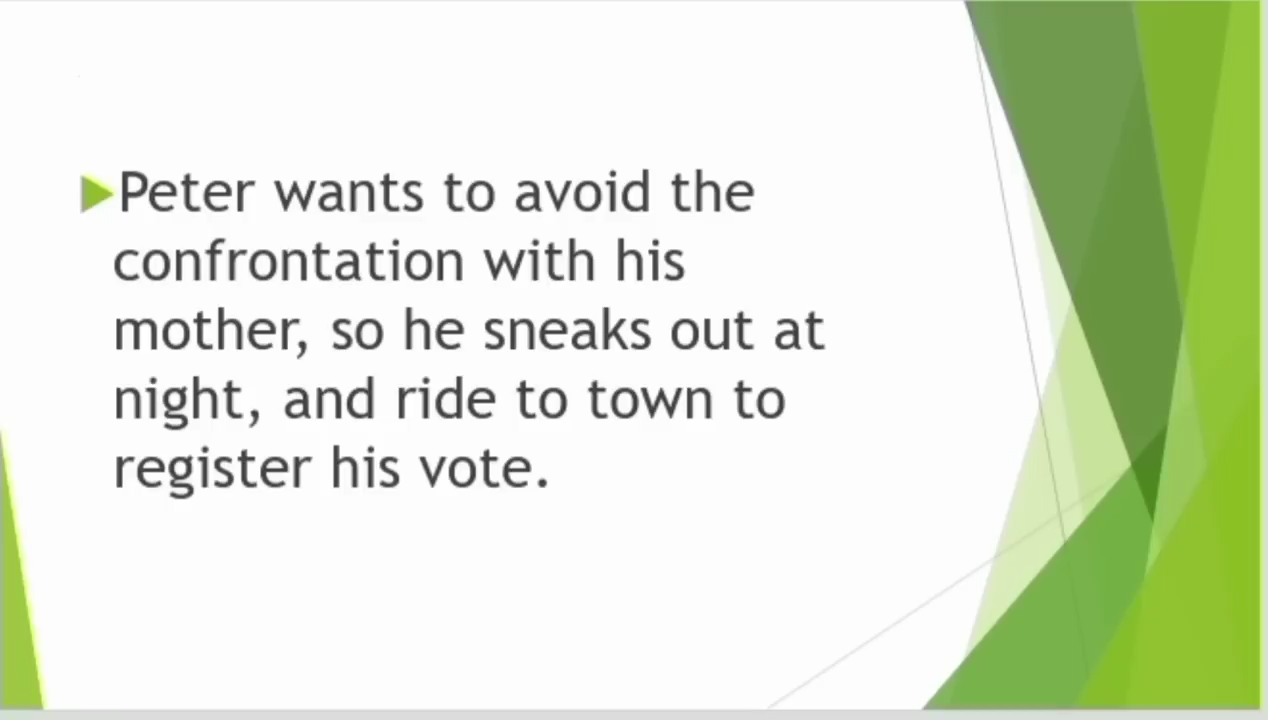 Peter wants to avoid the
confrontation with his
mother, so he sneaks out at
night, and ride to town to
register his vote.